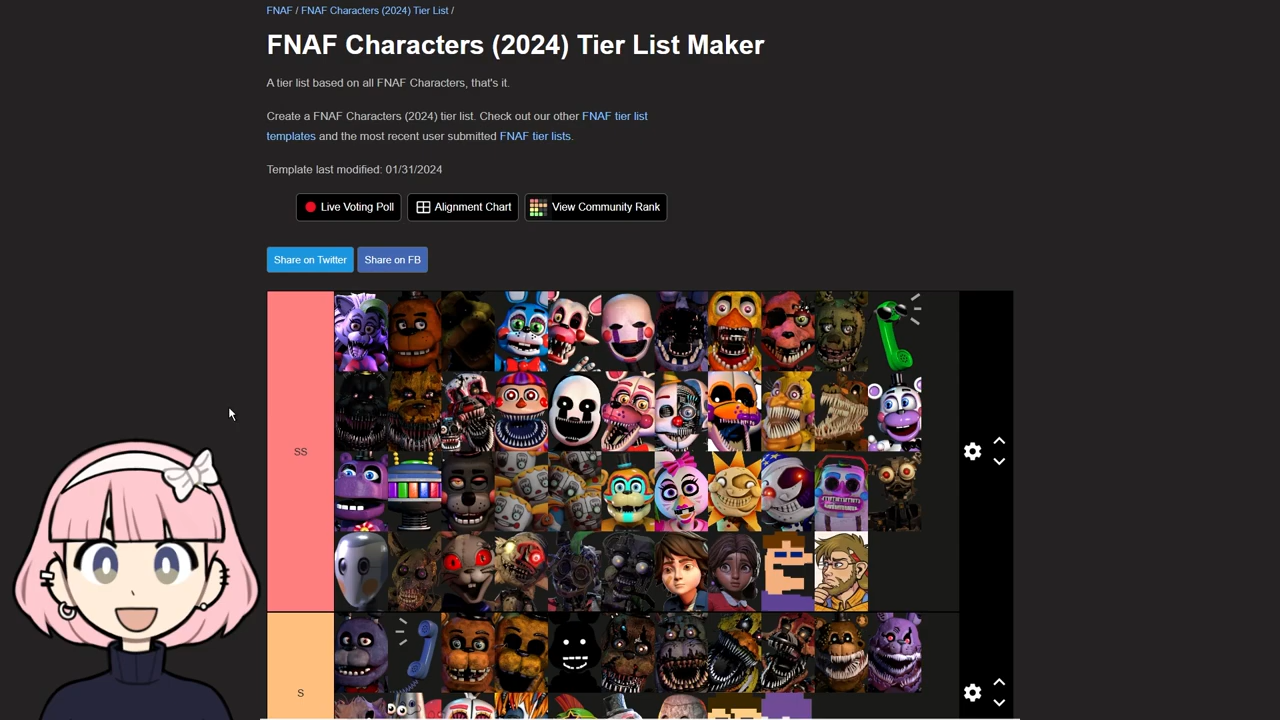 FNAF / FNAF Characters (2024) Tier List /
FNAF Characters (2024) Tier List Maker
A tier list based on all FNAF Characters, that's it.
Create a FNAF Characters (2024) tier list. Check out our other FNAF tier list
templates and the most recent user submitted FNAF tier lists.
Template last modified: 01/31/2024
Live Voting Poll
Alignment Chart
View Community Rank
Share on Twitter
Share on FB
SS
S